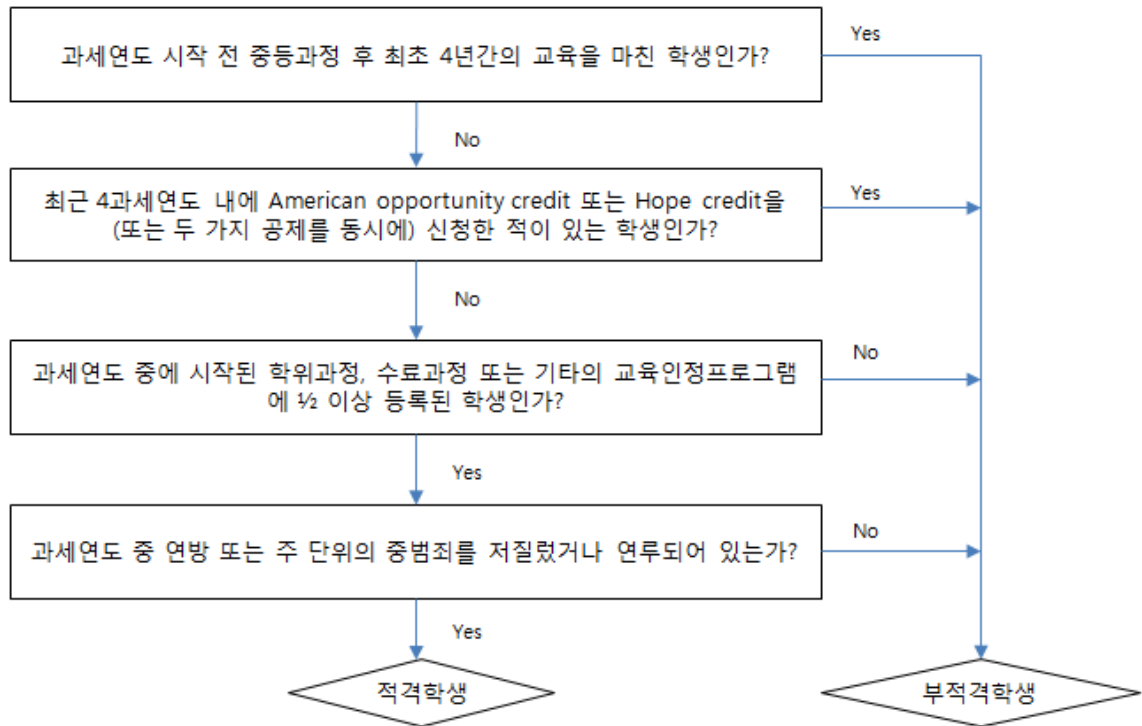 과세연도 시작 전 중등과정 후 최초 4년간의 교육을 마친 학생인가?
Yes
No
최근 4과세연도 내에 American opportunity credit 또는 Hope credit을
(또는 두 가지 공제를 동시에) 신청한 적이 있는 학생인가?
Yes
No
과세연도 중에 시작된 학위과정, 수료과정 또는 기타의 교육인정프로그램
에 ½ 이상 등록된 학생인가?
No
Yes
과세연도 중 연방 또는 주 단위의 중범죄를 저질렀거나 연루되어 있는가?
No
Yes
적격학생
부적격학생